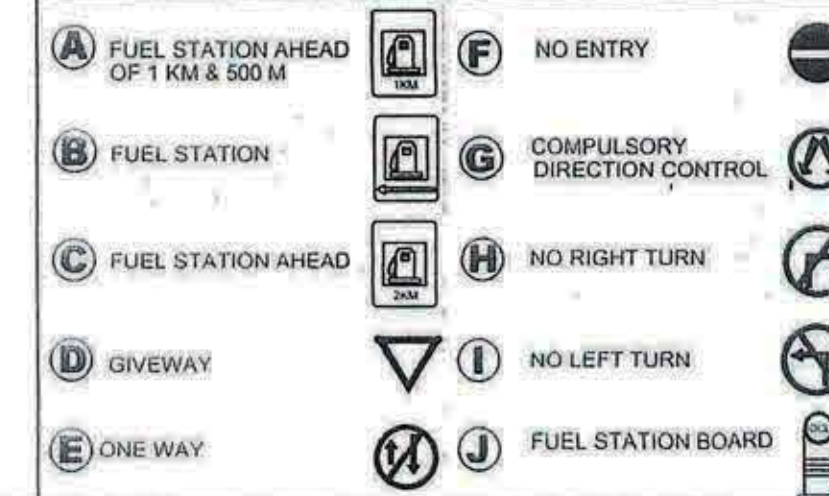 A FUEL STATION AHEAD
OF 1 KM & 500 M
1KM
B FUEL STATION
C FUEL STATION AHEAD
2KM
D GIVEWAY
E ONE WAY
F NO ENTRY
G COMPULSORY
DIRECTION CONTROL
H NO RIGHT TURN
I NO LEFT TURN
J FUEL STATION BOARD